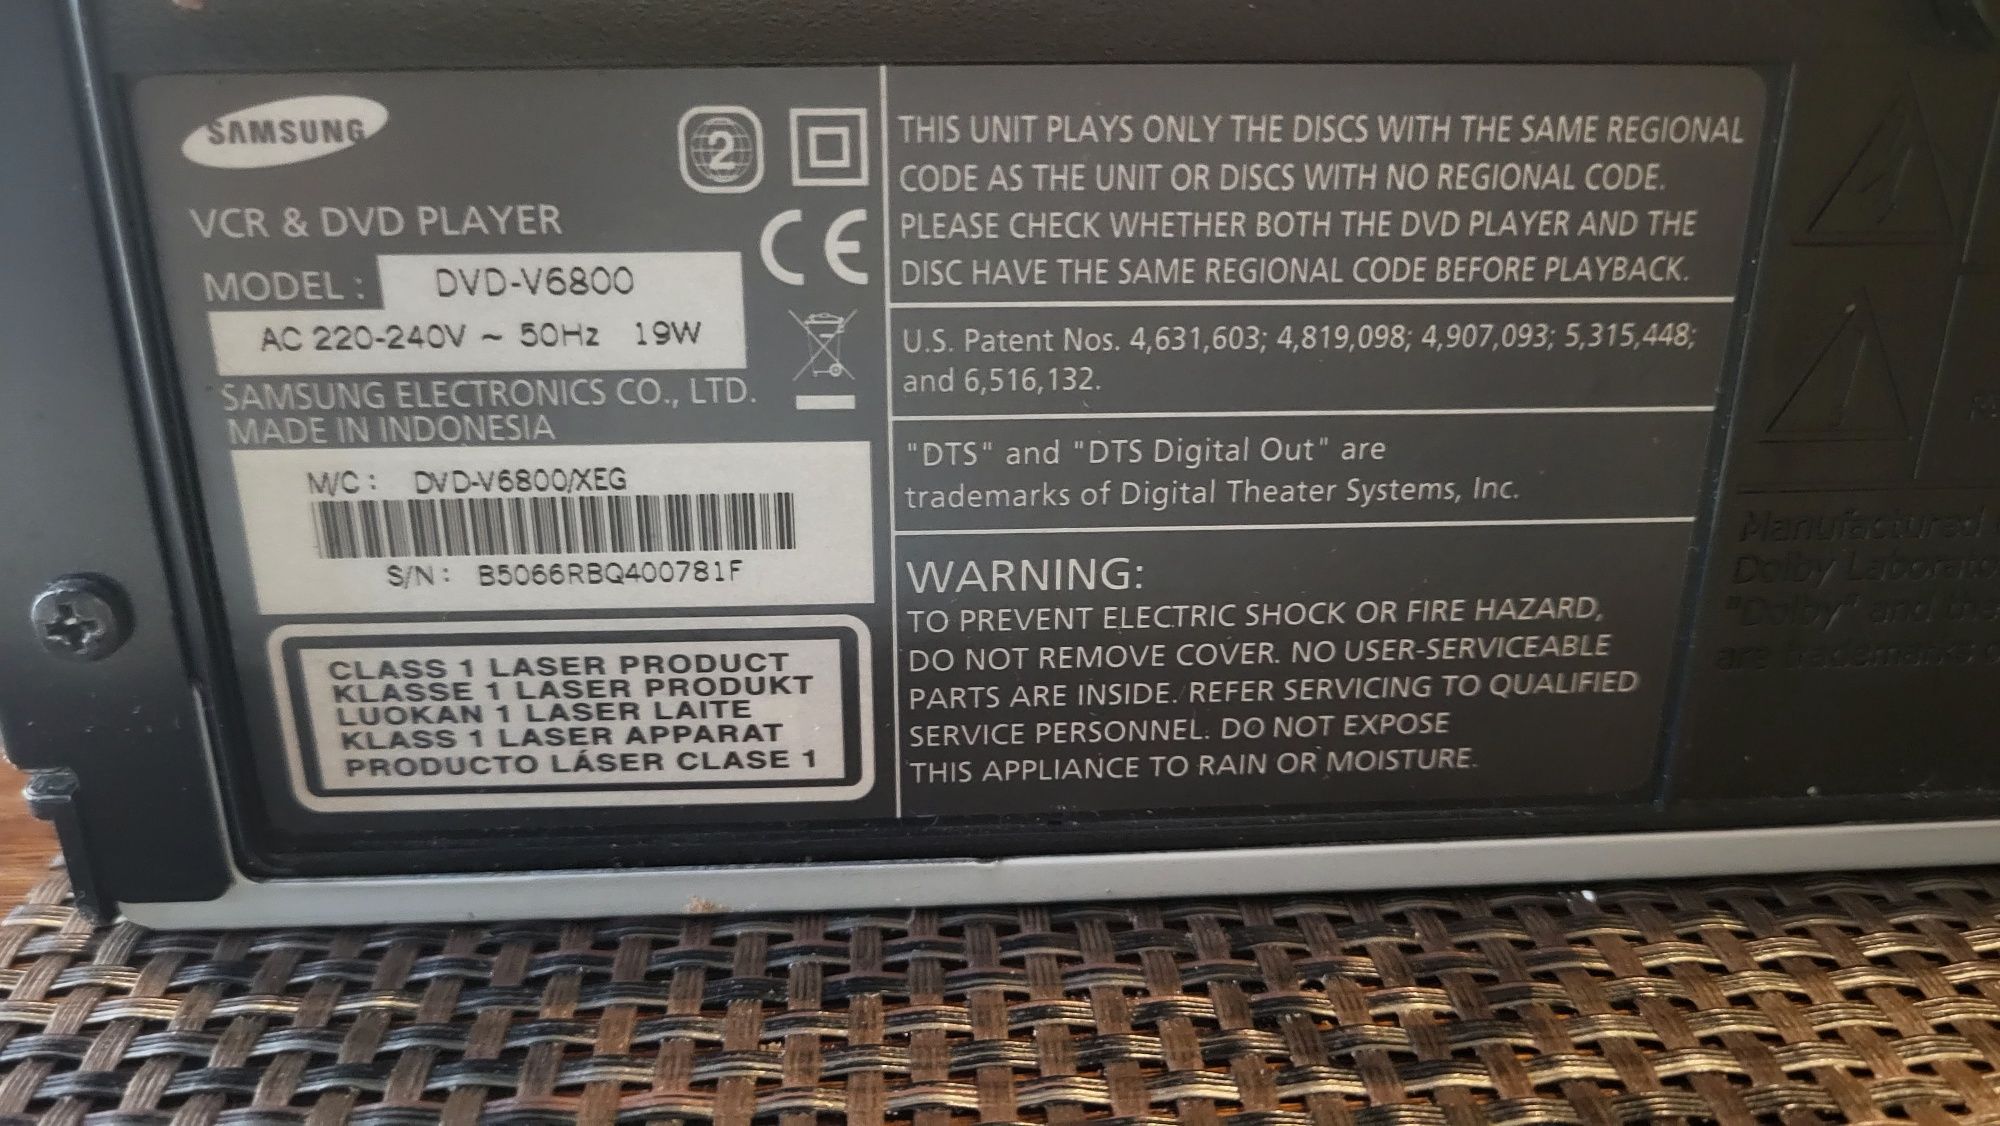 SAMSUNG
2
VCR & DVD PLAYER
CE
MODEL : DVD-V6800
AC 220-240V ~ 50Hz 19W
SAMSUNG ELECTRONICS CO., LTD.
MADE IN INDONESIA
M/C : DVD-V6800/XEG
S/N : B5066RBQ400781F
CLASS 1 LASER PRODUCT
KLASSE 1 LASER PRODUKT
LUOKAN 1 LASER LAITE
KLASS 1 LASER APPARAT
PRODUCTO LÁSER CLASE 1
THIS UNIT PLAYS ONLY THE DISCS WITH THE SAME REGIONAL
CODE AS THE UNIT OR DISCS WITH NO REGIONAL CODE.
PLEASE CHECK WHETHER BOTH THE DVD PLAYER AND THE
DISC HAVE THE SAME REGIONAL CODE BEFORE PLAYBACK.
U.S. Patent Nos. 4,631,603; 4,819,098; 4,907,093; 5,315,448;
and 6,516,132.
"DTS" and "DTS Digital Out" are
trademarks of Digital Theater Systems, Inc.
WARNING:
TO PREVENT ELECTRIC SHOCK OR FIRE HAZARD,
DO NOT REMOVE COVER. NO USER-SERVICEABLE
PARTS ARE INSIDE. REFER SERVICING TO QUALIFIED
SERVICE PERSONNEL. DO NOT EXPOSE
THIS APPLIANCE TO RAIN OR MOISTURE.
Manufactured
Dolby
"Dolby" and
are trademarks